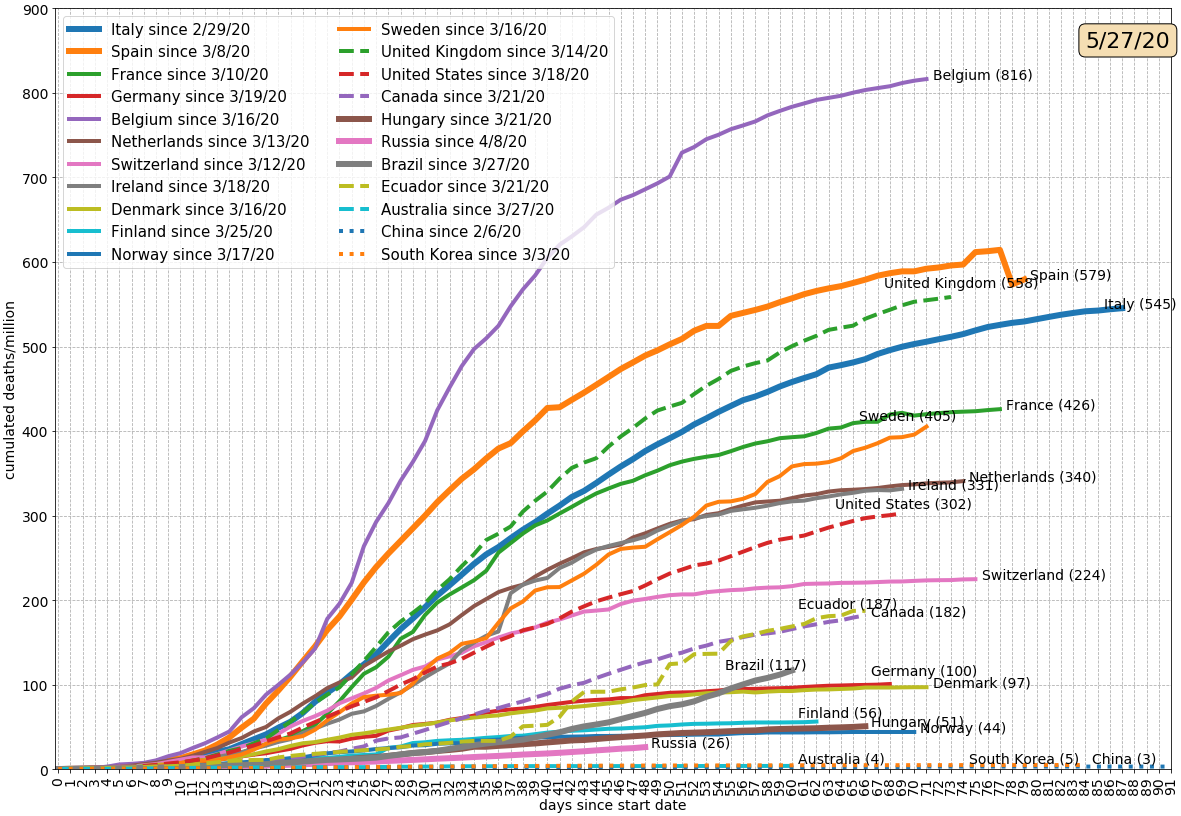 900
800
700
600
500
400
300
200
100
0
cumulated deaths/million
Italy since 2/29/20
Spain since 3/8/20
France since 3/10/20
Germany since 3/19/20
Belgium since 3/16/20
Netherlands since 3/13/20
Switzerland since 3/12/20
Ireland since 3/18/20
Denmark since 3/16/20
Finland since 3/25/20
Norway since 3/17/20
Sweden since 3/16/20
United Kingdom since 3/14/20
United States since 3/18/20
Canada since 3/21/20
Hungary since 3/21/20
Russia since 4/8/20
Brazil since 3/27/20
Ecuador since 3/21/20
Australia since 3/27/20
China since 2/6/20
South Korea since 3/3/20
5/27/20
Belgium (816)
Spain (579)
United Kingdom (558)
Italy (545)
France (426)
Sweden (405)
Netherlands (340)
Ireland (331)
United States (302)
Switzerland (224)
Ecuador (187)
Canada (182)
Brazil (117)
Germany (100)
Denmark (97)
Finland (56)
Hungary (51)
Norway (44)
Russia (26)
Australia (4)
South Korea (5)
China (3)
0 1 2 3 4 5 6 7 8 9 10 11 12 13 14 15 16 17 18 19 20 21 22 23 24 25 26 27 28 29 30 31 32 33 34 35 36 37 38 39 40 41 42 43 44 45 46 47 48 49 50 51 52 53 54 55 56 57 58 59 60 61 62 63 64 65 66 67 68 69 70 71 72 73 74 75 76 77 78 79 80 81 82 83 84 85 86 87 88 89 90 91
days since start date